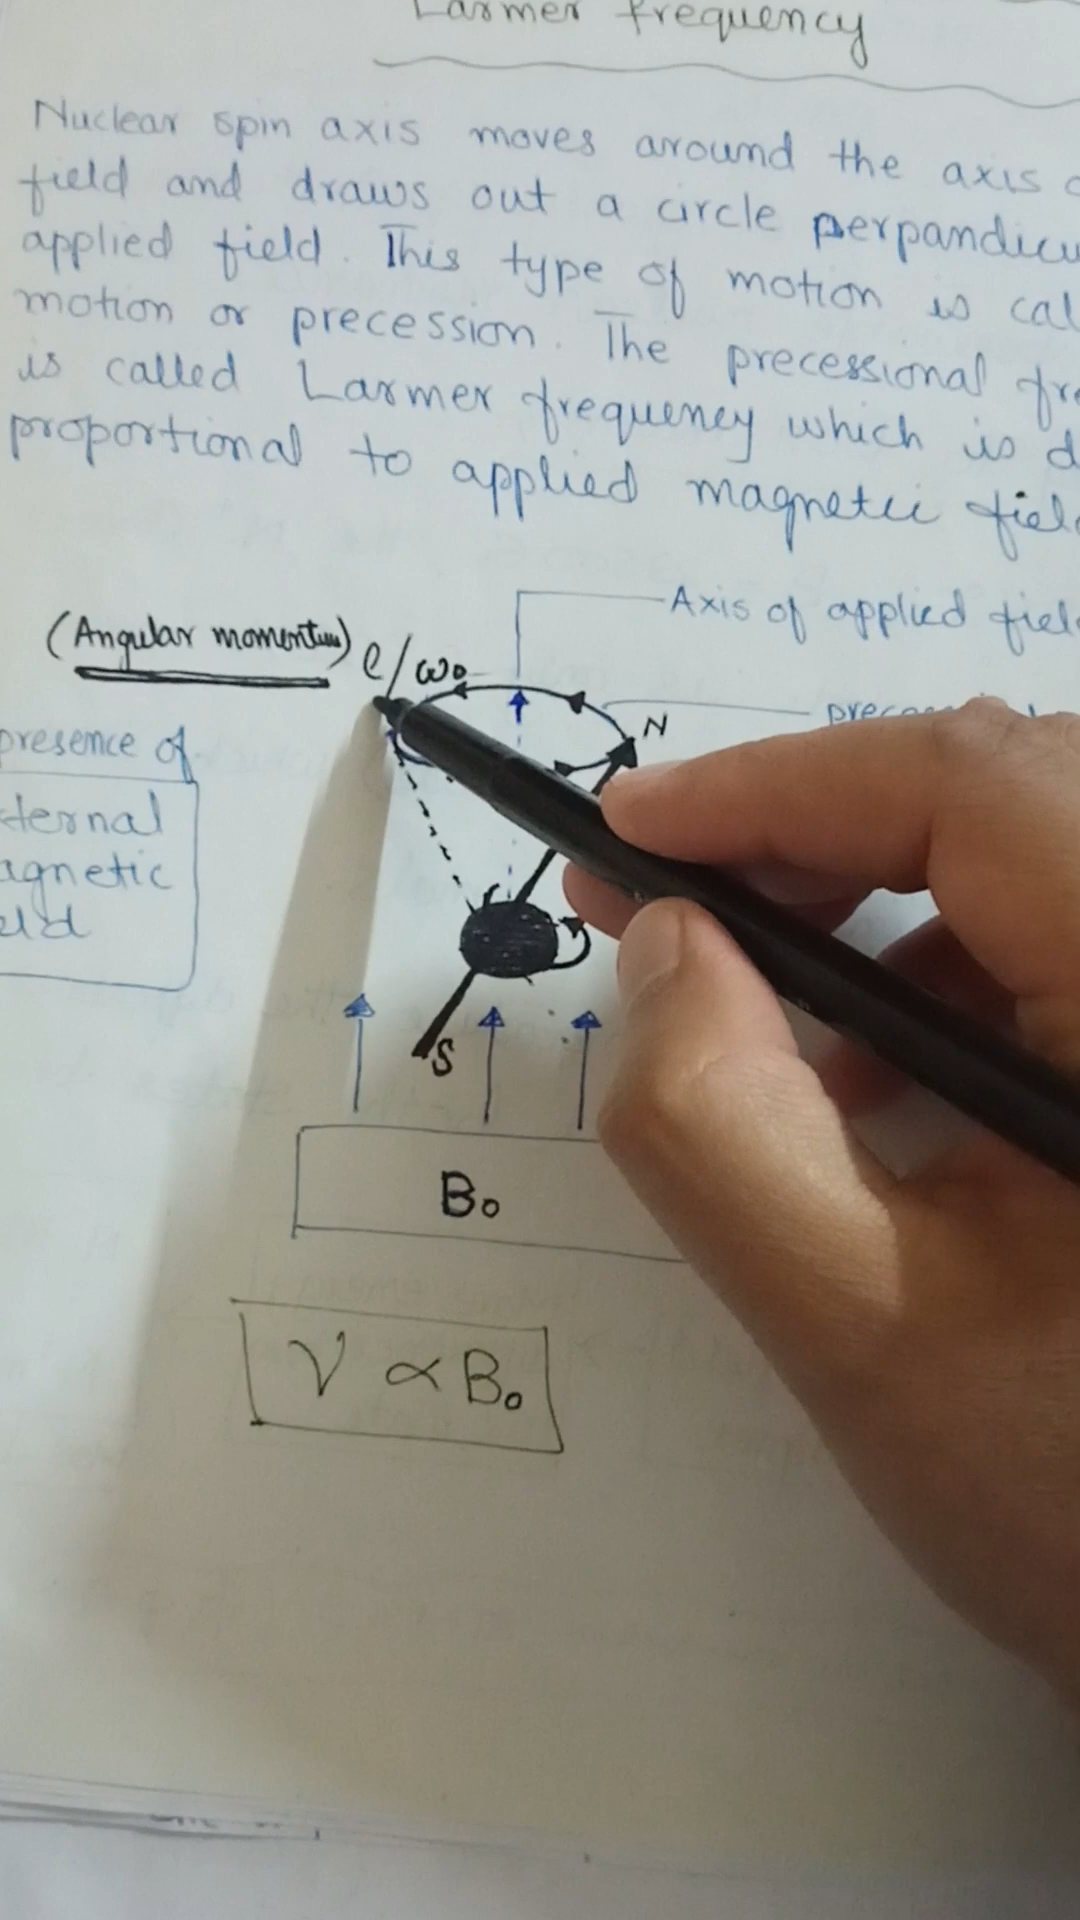 Larmer frequency
Nuclear spin axis moves around the axis
field and draws out a circle perpandicu
applied field. This type of motion is cal
motion or precession. The precessional fre
is called Larmer frequency which is d
proportional to applied magnetic fiel
Axis of applied fiel
(Angular momentum) l/ω₀
N
presence of
ternal
agnetic
eld
S
B₀
ν ∝ B₀